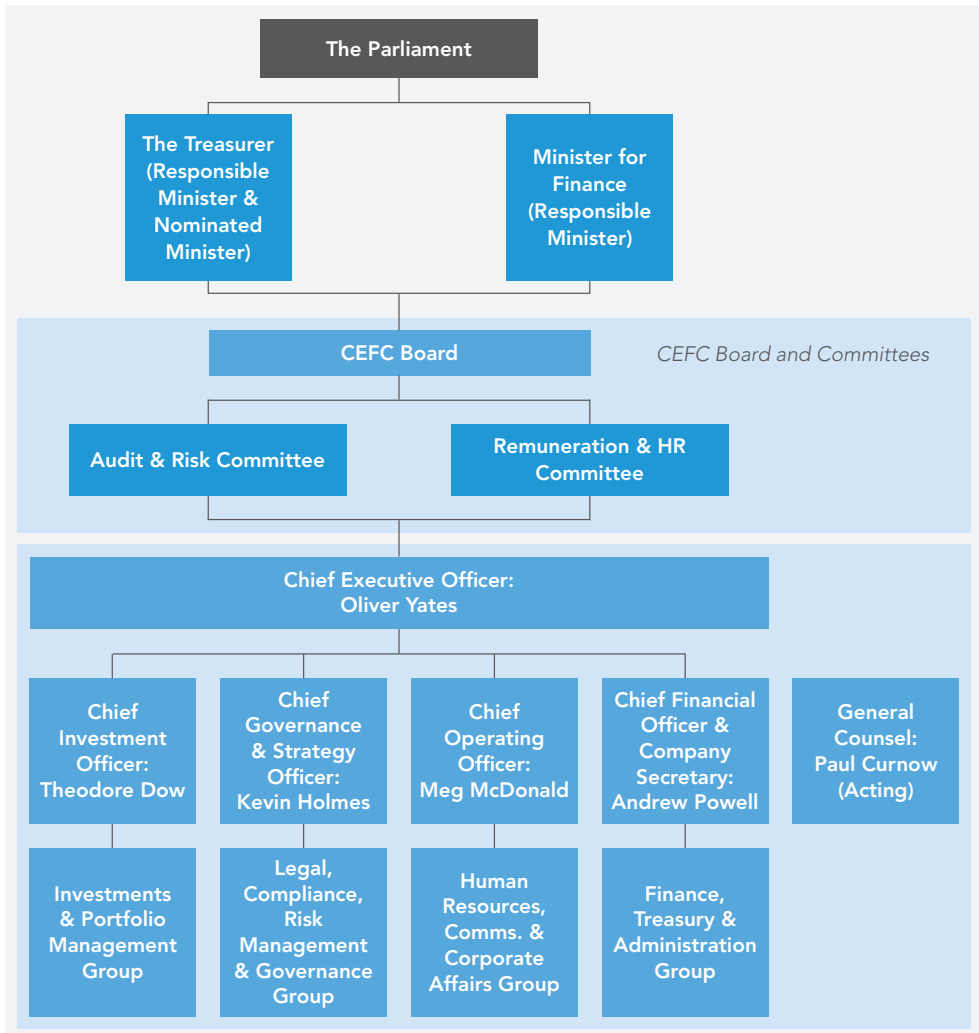 The Parliament
The Treasurer
(Responsible
Minister &
Nominated
Minister)
Minister for
Finance
(Responsible
Minister)
CEFC Board
CEFC Board and Committees
Audit & Risk Committee
Remuneration & HR
Committee
Chief Executive Officer:
Oliver Yates
Chief
Investment
Officer:
Theodore Dow
Chief
Governance
& Strategy
Officer:
Kevin Holmes
Chief
Operating
Officer:
Meg McDonald
Chief Financial
Officer &
Company
Secretary:
Andrew Powell
General
Counsel:
Paul Curnow
(Acting)
Investments
& Portfolio
Management
Group
Legal,
Compliance,
Risk
Management
& Governance
Group
Human
Resources,
Comms. &
Corporate
Affairs Group
Finance,
Treasury &
Administration
Group